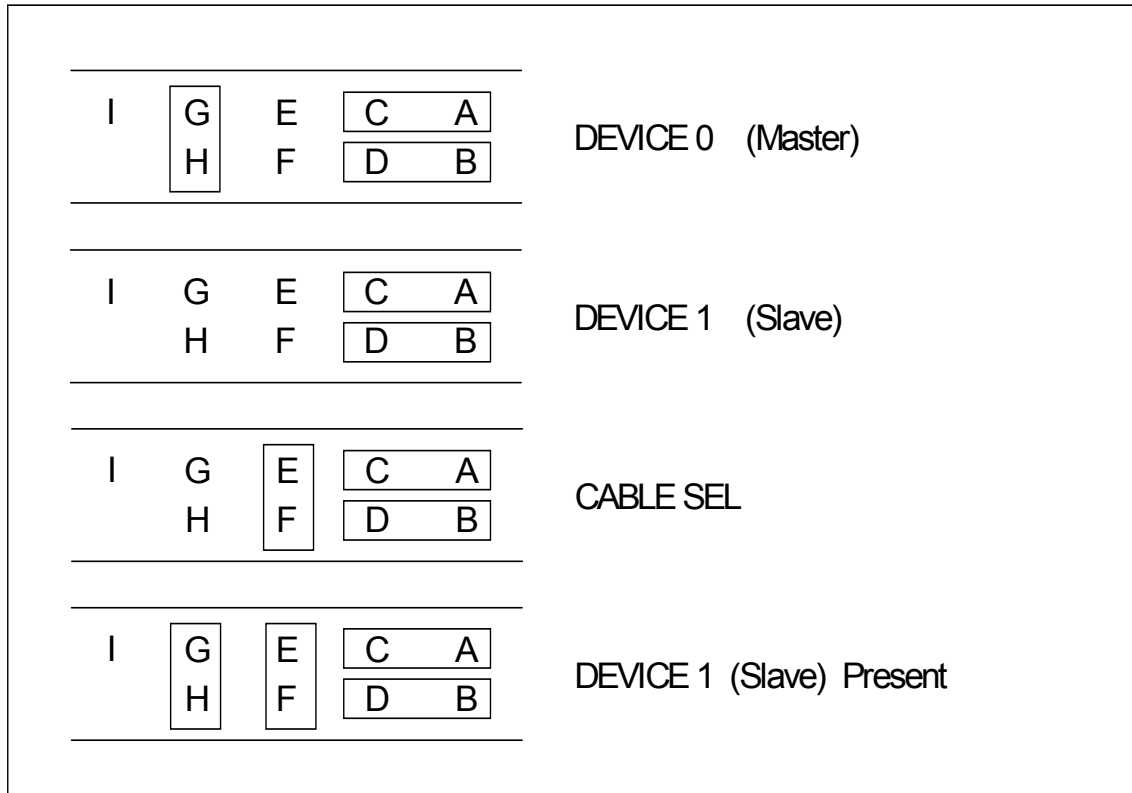 I G E C A
DEVICE 0 (Master)
H F D B
I G E C A
DEVICE 1 (Slave)
H F D B
I G E C A
CABLE SEL
H F D B
I G E C A
DEVICE 1 (Slave) Present
H F D B